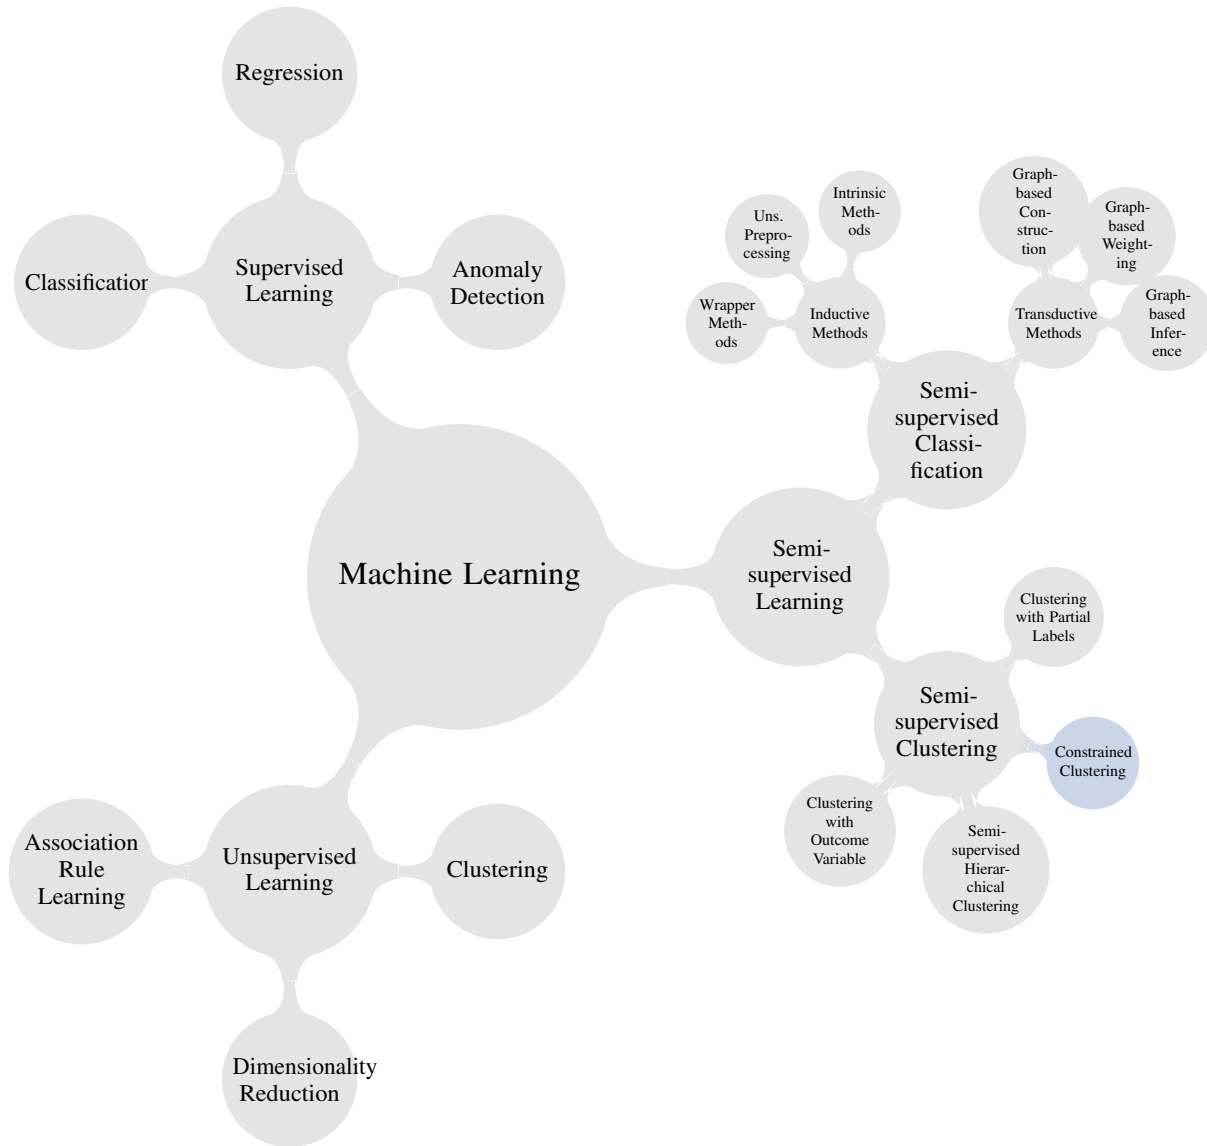 Regression
Classification
Supervised
Learning
Anomaly
Detection
Machine Learning
Association
Rule
Learning
Unsupervised
Learning
Clustering
Dimensionality
Reduction
Semi-
supervised
Learning
Semi-
supervised
Classifi-
fication
Inductive
Methods
Wrapper
Meth-
ods
Uns.
Prepro-
cessing
Intrinsic
Meth-
ods
Transductive
Methods
Graph-
based
Con-
struc-
tion
Graph-
based
Weight-
ing
Graph-
based
Infer-
ence
Semi-
supervised
Clustering
Clustering
with Partial
Labels
Constrained
Clustering
Semi-
supervised
Hierar-
chical
Clustering
Clustering
with
Outcome
Variable